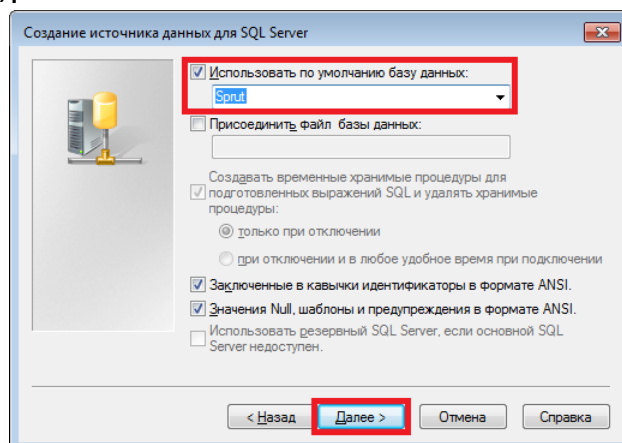 Создание источника данных для SQL Server
Использовать по умолчанию базу данных:
Sprut
Присоединить файл базы данных:
Создавать временные хранимые процедуры для
подготовленных выражений SQL и удалять хранимые
процедуры:
только при отключении
при отключении и в любое удобное время при подключении
Заключенные в кавычки идентификаторы в формате ANSI.
Значения Null, шаблоны и предупреждения в формате ANSI.
Использовать резервный SQL Server, если основной SQL
Server недоступен.
< Назад Далее > Отмена Справка